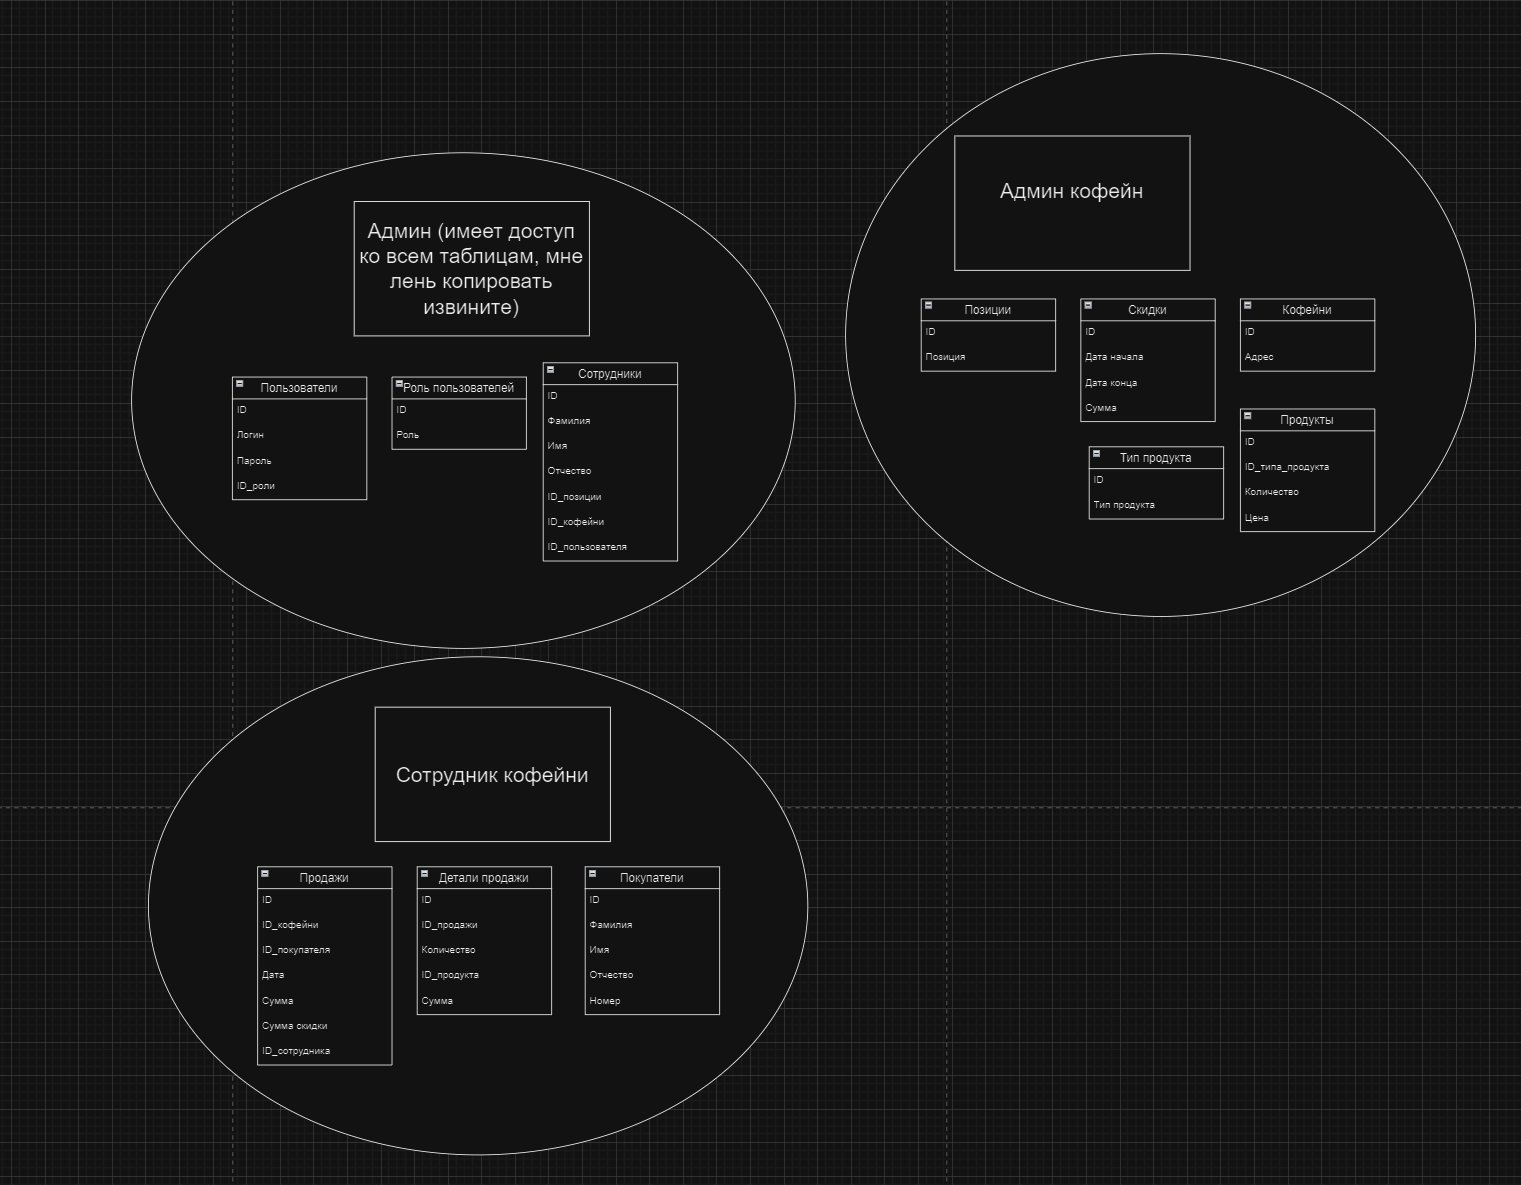 Админ (имеет доступ
ко всем таблицам, мне
лень копировать
извините)
Пользователи
ID
Логин
Пароль
ID_роли
Роль пользователей
ID
Роль
Сотрудники
ID
Фамилия
Имя
Отчество
ID_позиции
ID_кофейни
ID_пользователя
Админ кофейн
Позиции
ID
Позиция
Скидки
ID
Дата начала
Дата конца
Сумма
Кофейни
ID
Адрес
Тип продукта
ID
Тип продукта
Продукты
ID
ID_типа_продукта
Количество
Цена
Сотрудник кофейни
Продажи
ID
ID_кофейни
ID_покупателя
Дата
Сумма
Сумма скидки
ID_сотрудника
Детали продажи
ID
ID_продажи
Количество
ID_продукта
Сумма
Покупатели
ID
Фамилия
Имя
Отчество
Номер